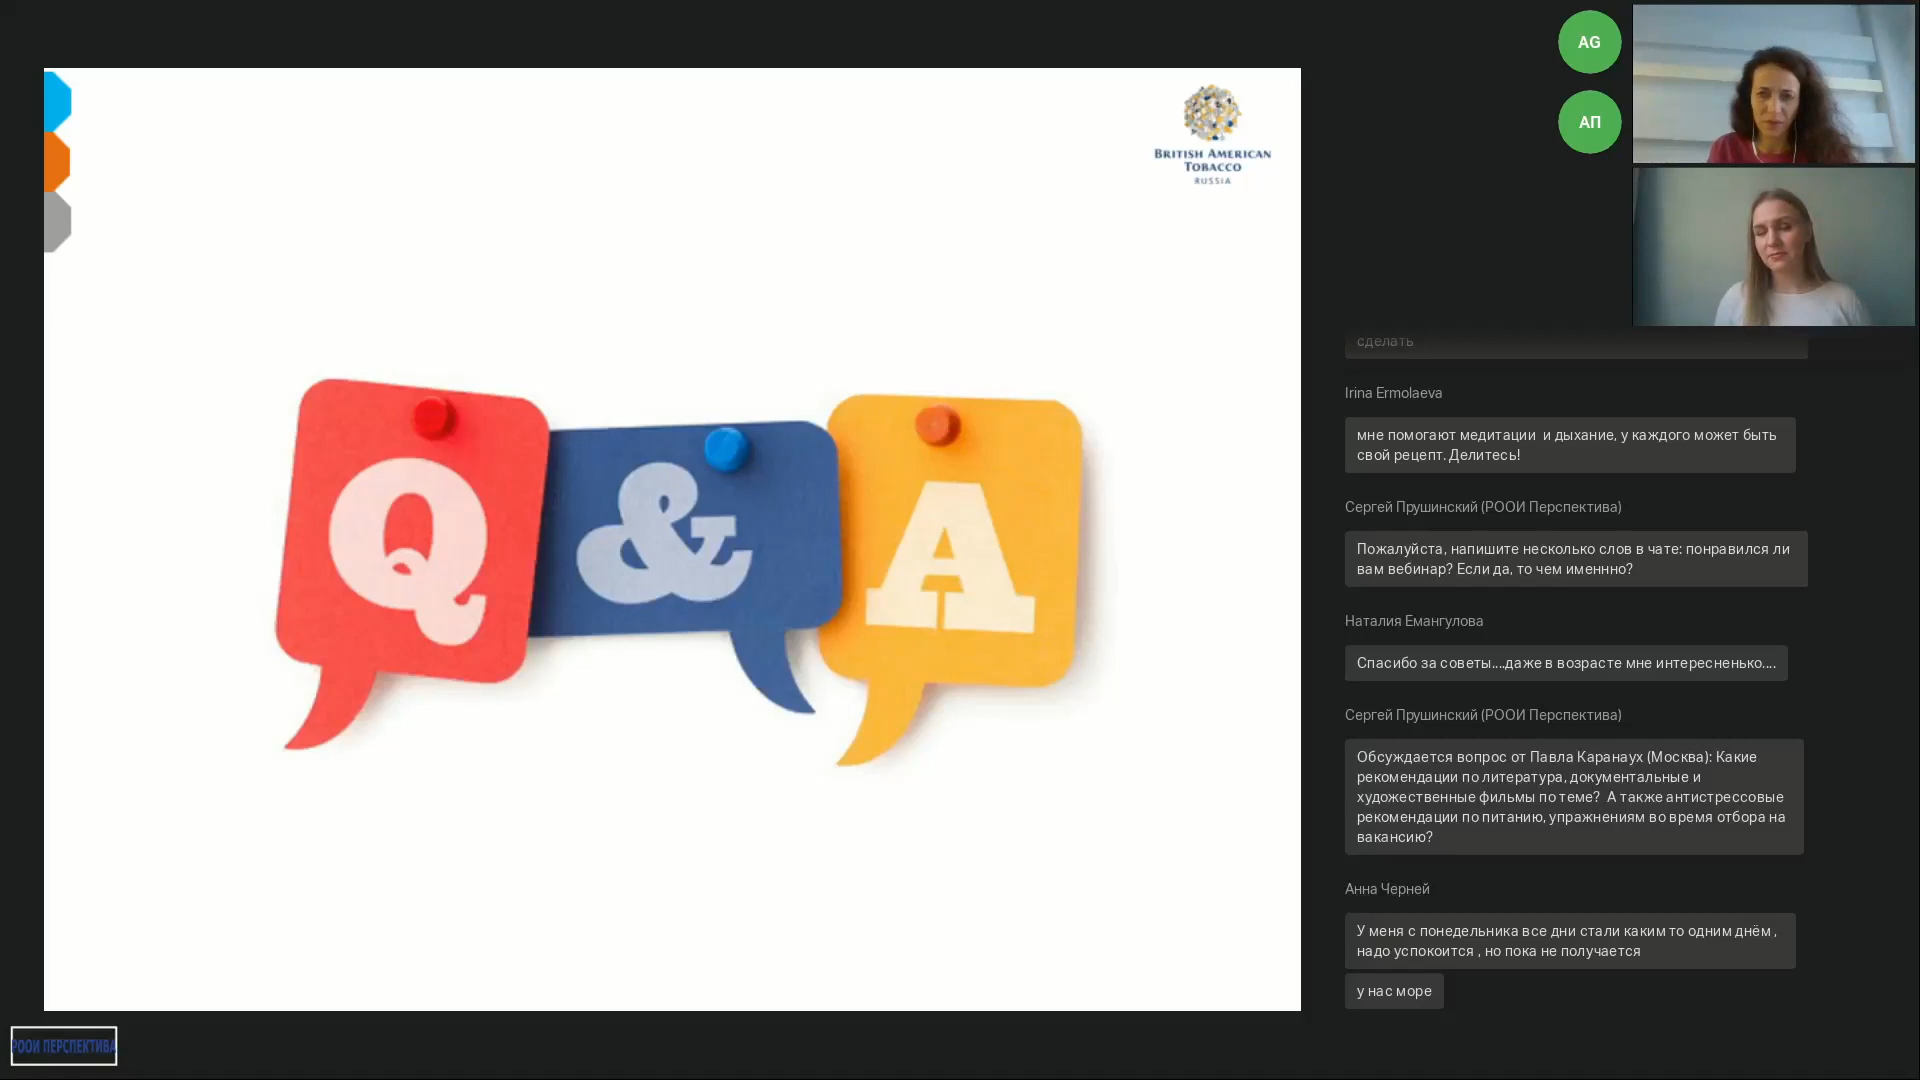 BRITISH AMERICAN
TOBACCO
RUSSIA
Q & A
AG
АП
сделать
Irina Ermolaeva
мне помогают медитации и дыхание, у каждого может быть
свой рецепт. Делитесь!
Сергей Прушинский (РООИ Перспектива)
Пожалуйста, напишите несколько слов в чате: понравился ли
вам вебинар? Если да, то чем именнно?
Наталия Емангулова
Спасибо за советы....даже в возрасте мне интересненько....
Сергей Прушинский (РООИ Перспектива)
Обсуждается вопрос от Павла Каранаух (Москва): Какие
рекомендации по литература, документальные и
художественные фильмы по теме? А также антистрессовые
рекомендации по питанию, упражнениям во время отбора на
вакансию?
Анна Черней
У меня с понедельника все дни стали каким то одним днём ,
надо успокоится , но пока не получается
у нас море
РООИ ПЕРСПЕКТИВА